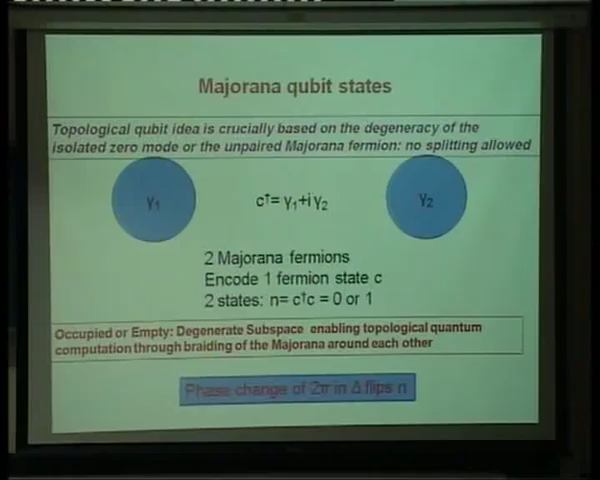 Majorana qubit states
Topological qubit idea is crucially based on the degeneracy of the
isolated zero mode or the unpaired Majorana fermion: no splitting allowed
γ₁ c†= γ₁+i γ₂ γ₂
2 Majorana fermions
Encode 1 fermion state c
2 states: n= c†c = 0 or 1
Occupied or Empty: Degenerate Subspace enabling topological quantum
computation through braiding of the Majorana around each other
Phase change of 2π in Δ flips n